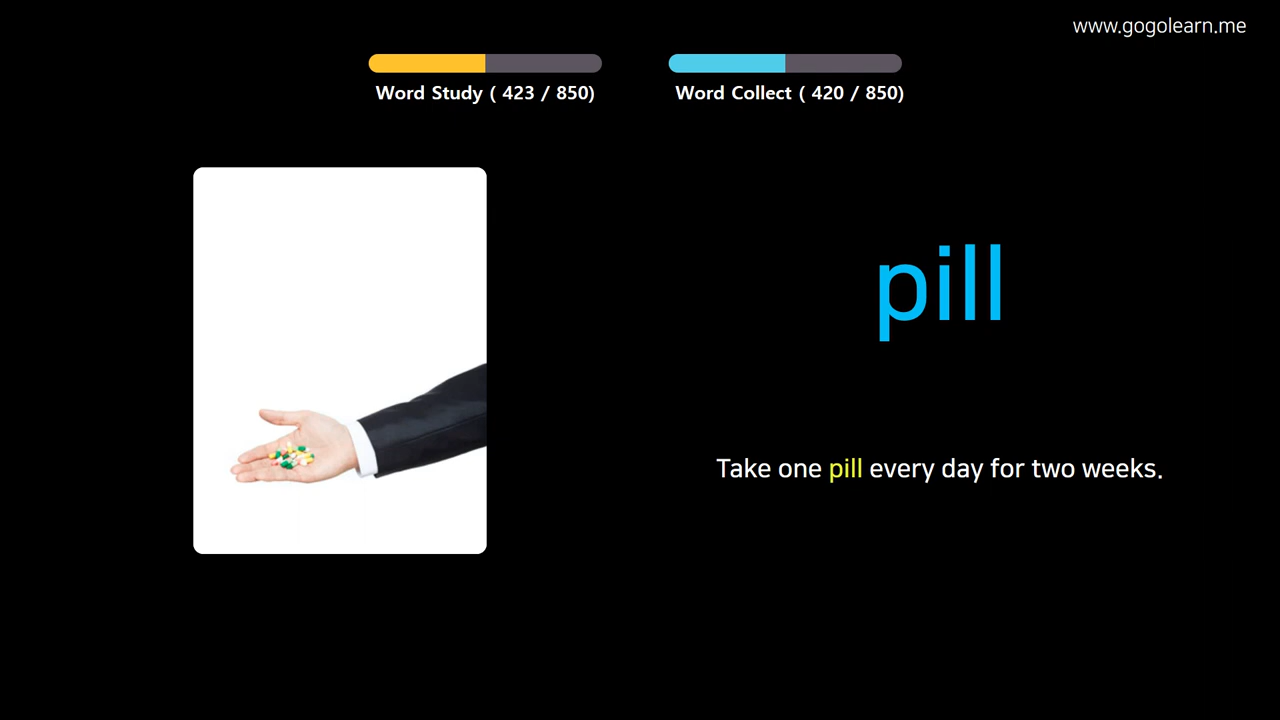 www.gogolearn.me
Word Study ( 423 / 850)
Word Collect ( 420 / 850)
pill
Take one pill every day for two weeks.